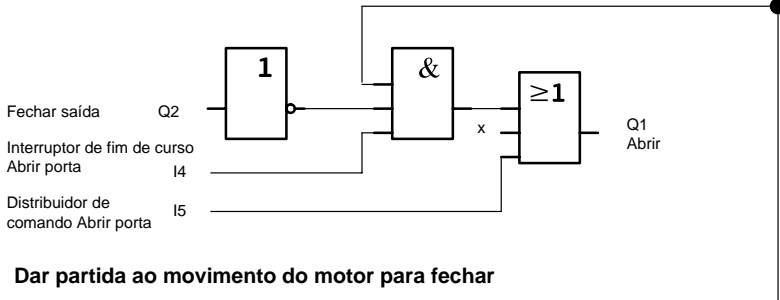 1
&
≥1
Fechar saída Q2
x
Q1
Abrir
Interruptor de fim de curso
Abrir porta I4
Distribuidor de I5
comando Abrir porta
Dar partida ao movimento do motor para fechar